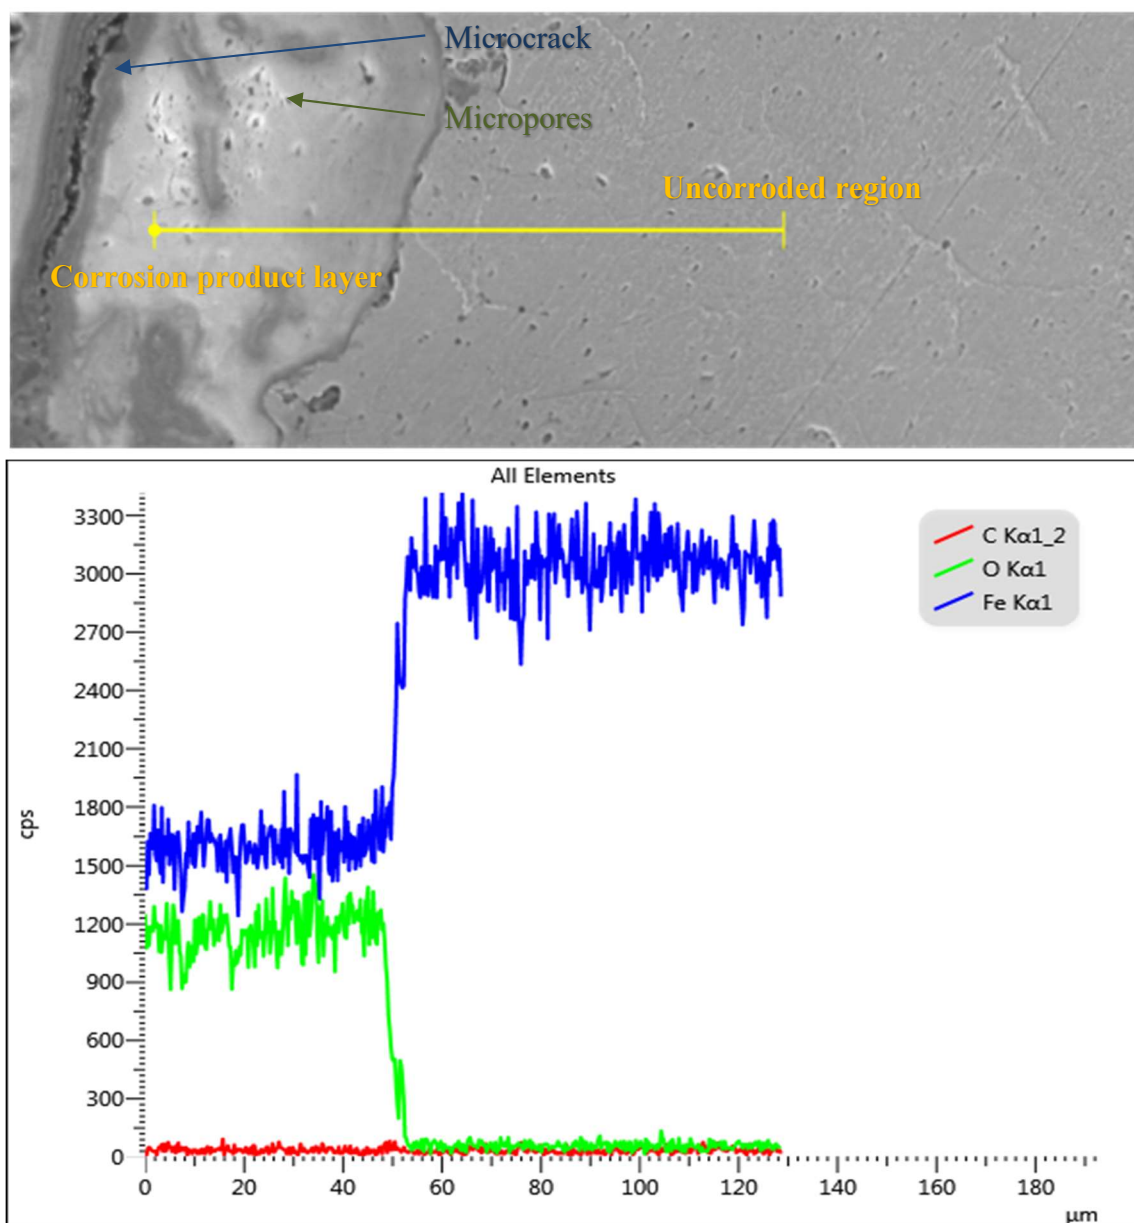 Microcrack
Micropores
Uncorroded region
Corrosion product layer
All Elements
3300
3000
2700
2400
2100
1800
1500
1200
900
600
300
0
cps
C Kα1_2
O Kα1
Fe Kα1
0 20 40 60 80 100 120 140 160 180
μm